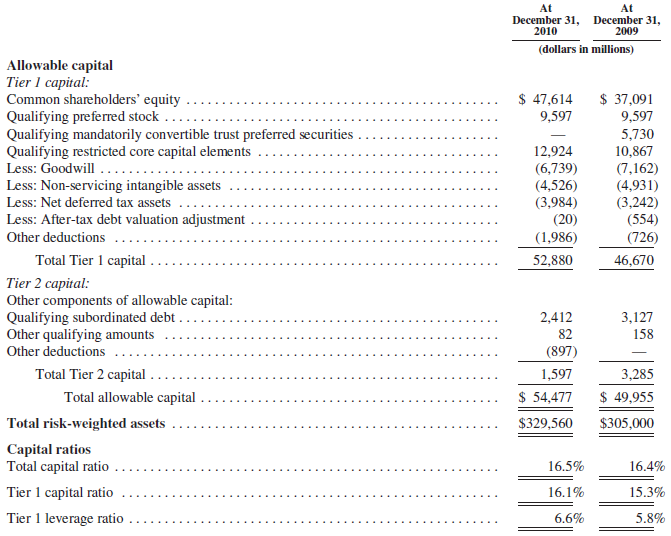 At At
December 31, December 31,
2010 2009
(dollars in millions)
Allowable capital
Tier 1 capital:
Common shareholders' equity $ 47,614 $ 37,091
Qualifying preferred stock 9,597 9,597
Qualifying mandatorily convertible trust preferred securities — 5,730
Qualifying restricted core capital elements 12,924 10,867
Less: Goodwill (6,739) (7,162)
Less: Non-servicing intangible assets (4,526) (4,931)
Less: Net deferred tax assets (3,984) (3,242)
Less: After-tax debt valuation adjustment (20) (554)
Other deductions (1,986) (726)
Total Tier 1 capital 52,880 46,670
Tier 2 capital:
Other components of allowable capital:
Qualifying subordinated debt 2,412 3,127
Other qualifying amounts 82 158
Other deductions (897) —
Total Tier 2 capital 1,597 3,285
Total allowable capital $ 54,477 $ 49,955
Total risk-weighted assets $329,560 $305,000
Capital ratios
Total capital ratio 16.5% 16.4%
Tier 1 capital ratio 16.1% 15.3%
Tier 1 leverage ratio 6.6% 5.8%